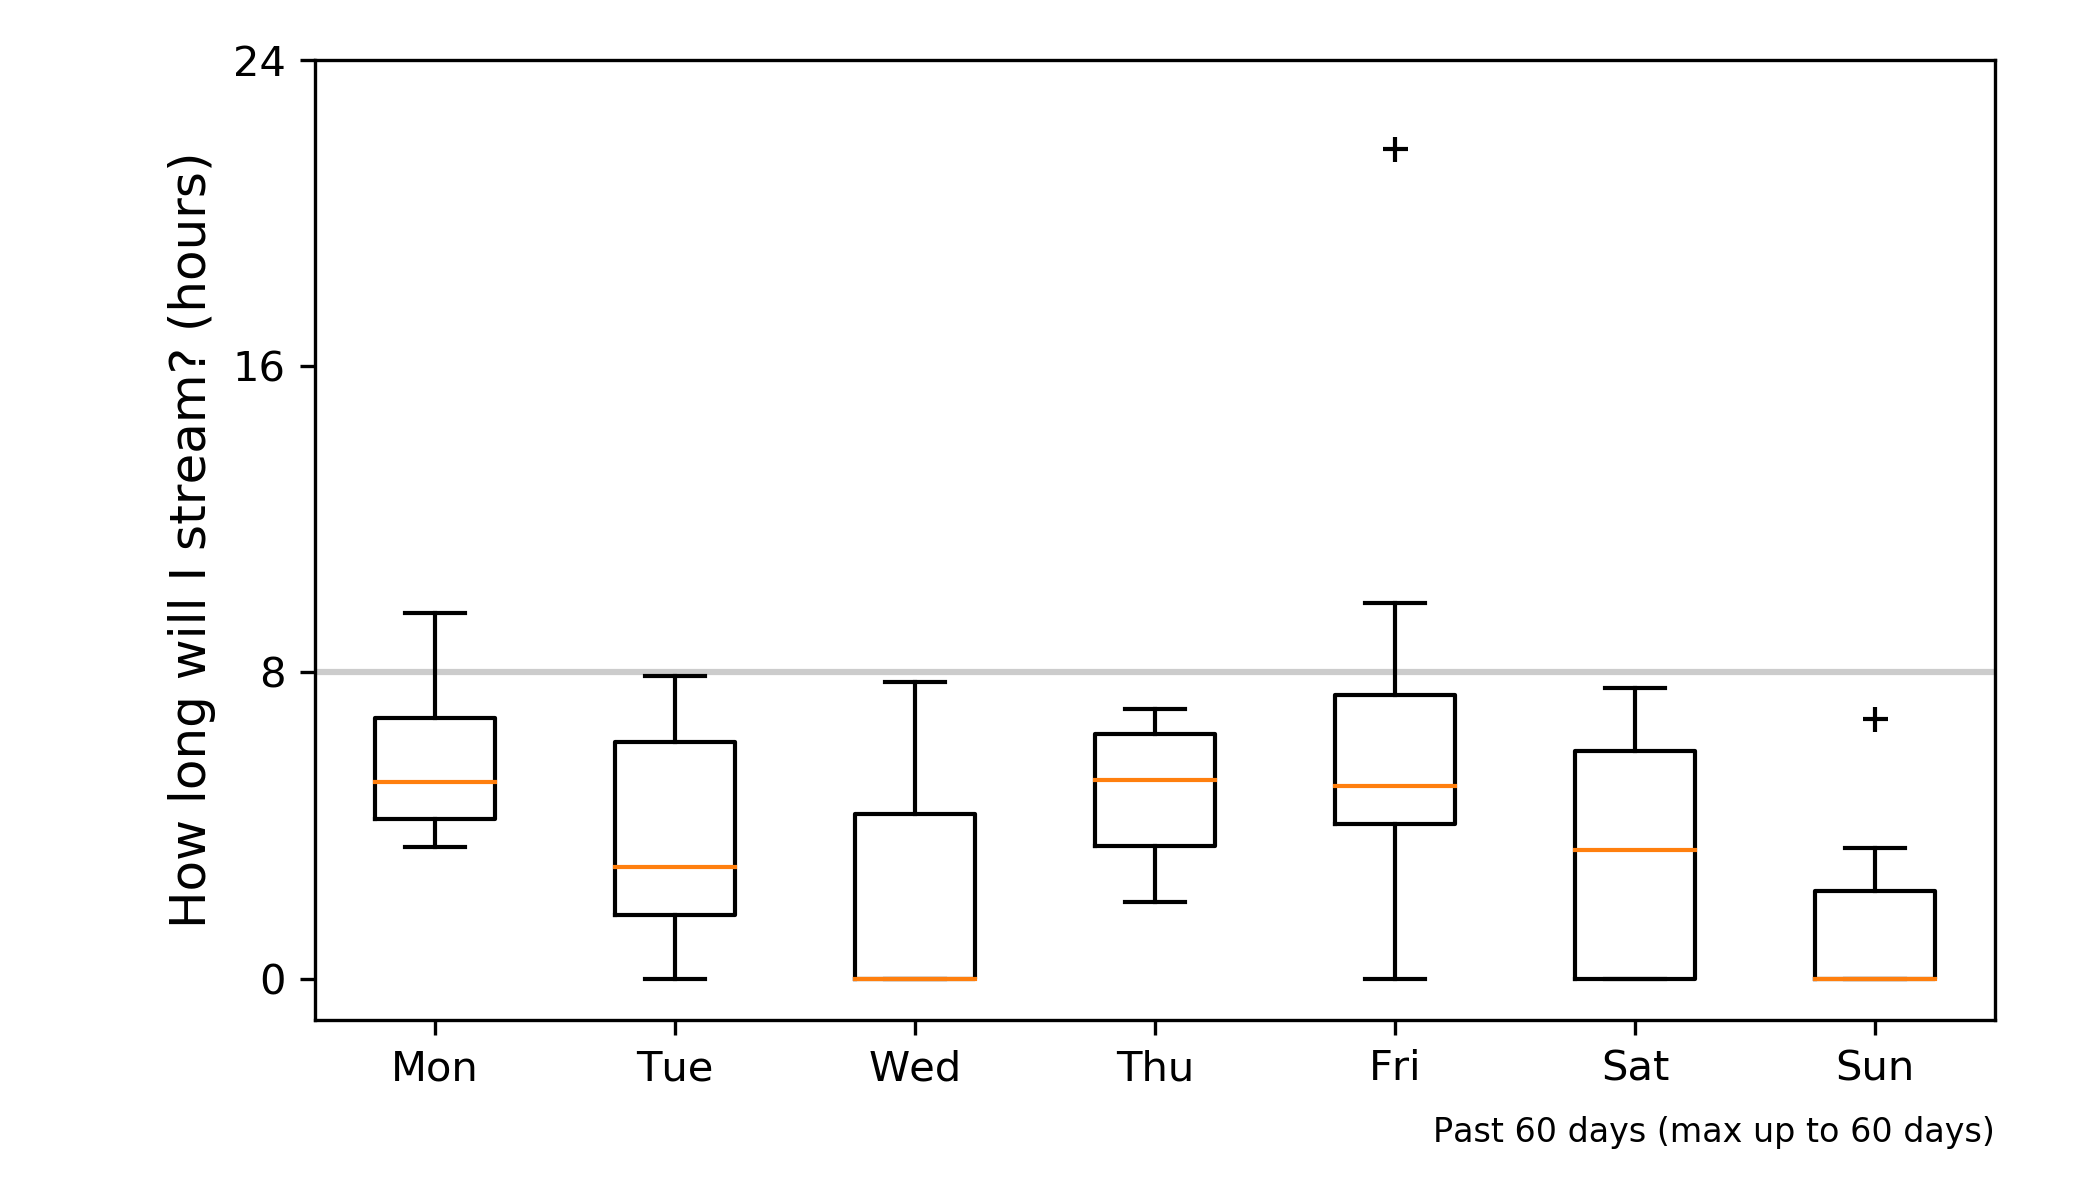 How long will I stream? (hours)
24
16
8
0
Mon Tue Wed Thu Fri Sat Sun
Past 60 days (max up to 60 days)